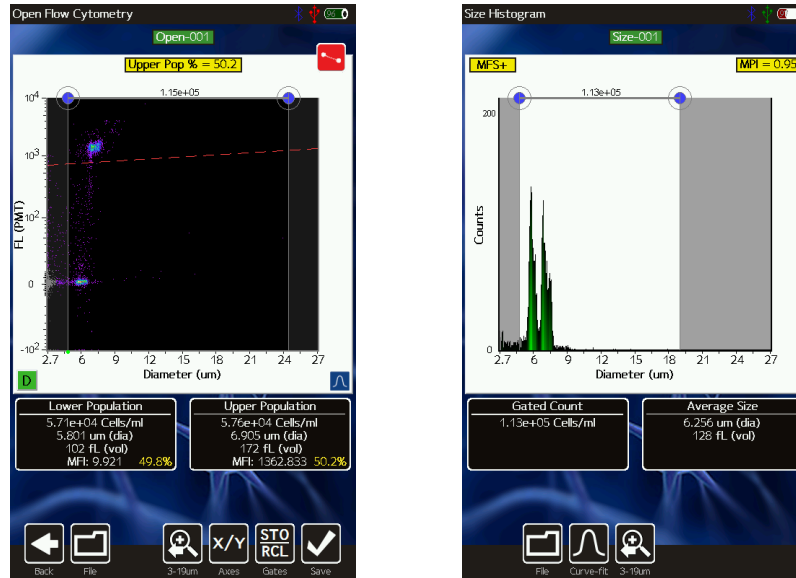 Open Flow Cytometry
96
Open-001
Upper Pop % = 50.2
1.15e+05
10^4
10^3
10^2
0
-10^2
FL (PMT)
2.7 6 9 12 15 18 21 24 27
Diameter (um)
D
Lower Population
5.71e+04 Cells/ml
5.801 um (dia)
102 fL (vol)
MFI: 9.921 49.8%
Upper Population
5.76e+04 Cells/ml
6.905 um (dia)
172 fL (vol)
MFI: 1362.833 50.2%
X/Y
STO
RCL
Back File 3-19um Axes Gates Save
Size Histogram
Size-001
MFS+
MPI = 0.95
1.13e+05
200
0
Counts
2.7 6 9 12 15 18 21 24 27
Diameter (um)
Gated Count
1.13e+05 Cells/ml
Average Size
6.256 um (dia)
128 fL (vol)
File Curve-fit 3-19um